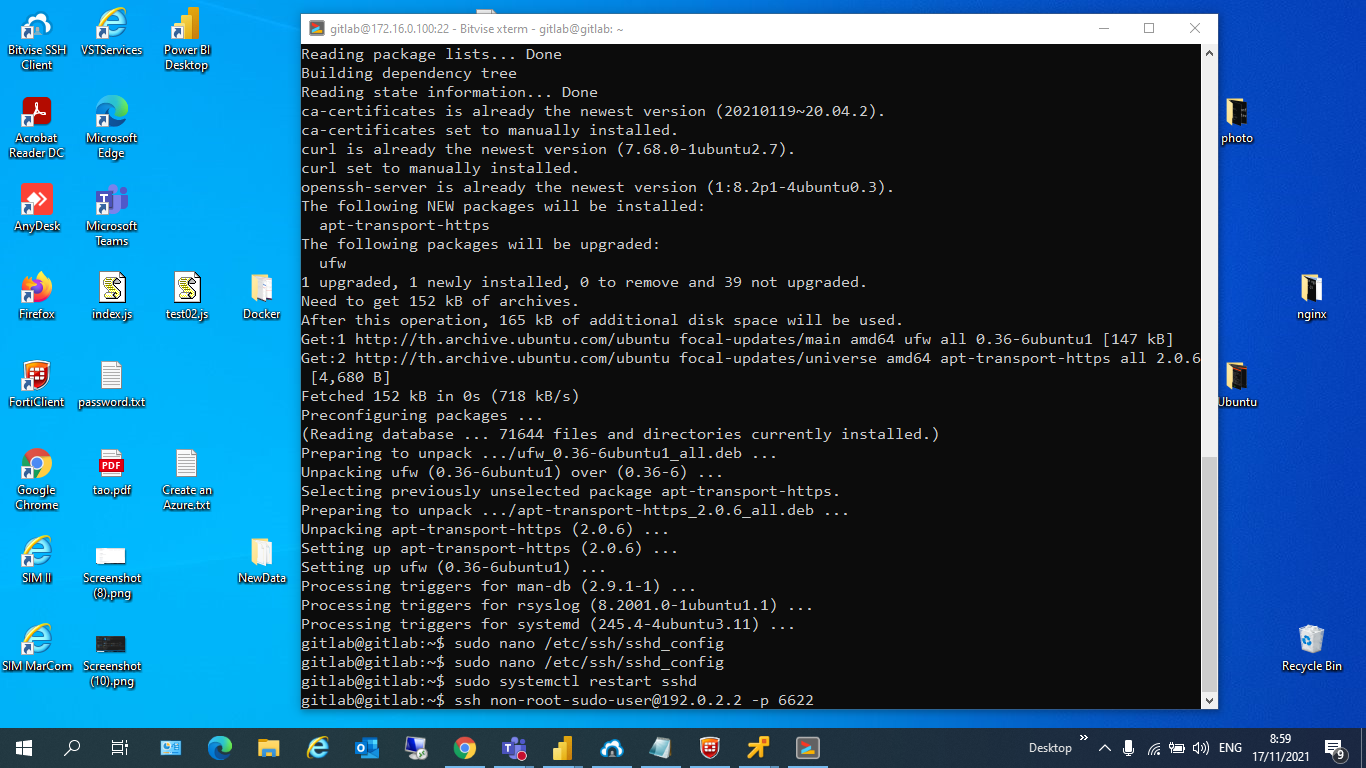 Bitvise SSH
Client
VSTServices
Power BI
Desktop
Acrobat
Reader DC
Microsoft
Edge
AnyDesk
Microsoft
Teams
Firefox
index.js
test02.js
Docker
FortiClient
password.txt
Google
Chrome
PDF
tao.pdf
Create an
Azure.txt
SIM II
Screenshot
(8).png
NewData
SIM MarCom
Screenshot
(10).png
gitlab@172.16.0.100:22 - Bitvise xterm - gitlab@gitlab: ~
Reading package lists... Done
Building dependency tree
Reading state information... Done
ca-certificates is already the newest version (20210119~20.04.2).
ca-certificates set to manually installed.
curl is already the newest version (7.68.0-1ubuntu2.7).
curl set to manually installed.
openssh-server is already the newest version (1:8.2p1-4ubuntu0.3).
The following NEW packages will be installed:
  apt-transport-https
The following packages will be upgraded:
  ufw
1 upgraded, 1 newly installed, 0 to remove and 39 not upgraded.
Need to get 152 kB of archives.
After this operation, 165 kB of additional disk space will be used.
Get:1 http://th.archive.ubuntu.com/ubuntu focal-updates/main amd64 ufw all 0.36-6ubuntu1 [147 kB]
Get:2 http://th.archive.ubuntu.com/ubuntu focal-updates/universe amd64 apt-transport-https all 2.0.6
 [4,680 B]
Fetched 152 kB in 0s (718 kB/s)
Preconfiguring packages ...
(Reading database ... 71644 files and directories currently installed.)
Preparing to unpack .../ufw_0.36-6ubuntu1_all.deb ...
Unpacking ufw (0.36-6ubuntu1) over (0.36-6) ...
Selecting previously unselected package apt-transport-https.
Preparing to unpack .../apt-transport-https_2.0.6_all.deb ...
Unpacking apt-transport-https (2.0.6) ...
Setting up apt-transport-https (2.0.6) ...
Setting up ufw (0.36-6ubuntu1) ...
Processing triggers for man-db (2.9.1-1) ...
Processing triggers for rsyslog (8.2001.0-1ubuntu1.1) ...
Processing triggers for systemd (245.4-4ubuntu3.11) ...
gitlab@gitlab:~$ sudo nano /etc/ssh/sshd_config
gitlab@gitlab:~$ sudo nano /etc/ssh/sshd_config
gitlab@gitlab:~$ sudo systemctl restart sshd
gitlab@gitlab:~$ ssh non-root-sudo-user@192.0.2.2 -p 6622
photo
nginx
Ubuntu
Recycle Bin
Desktop
ENG
8:59
17/11/2021
9